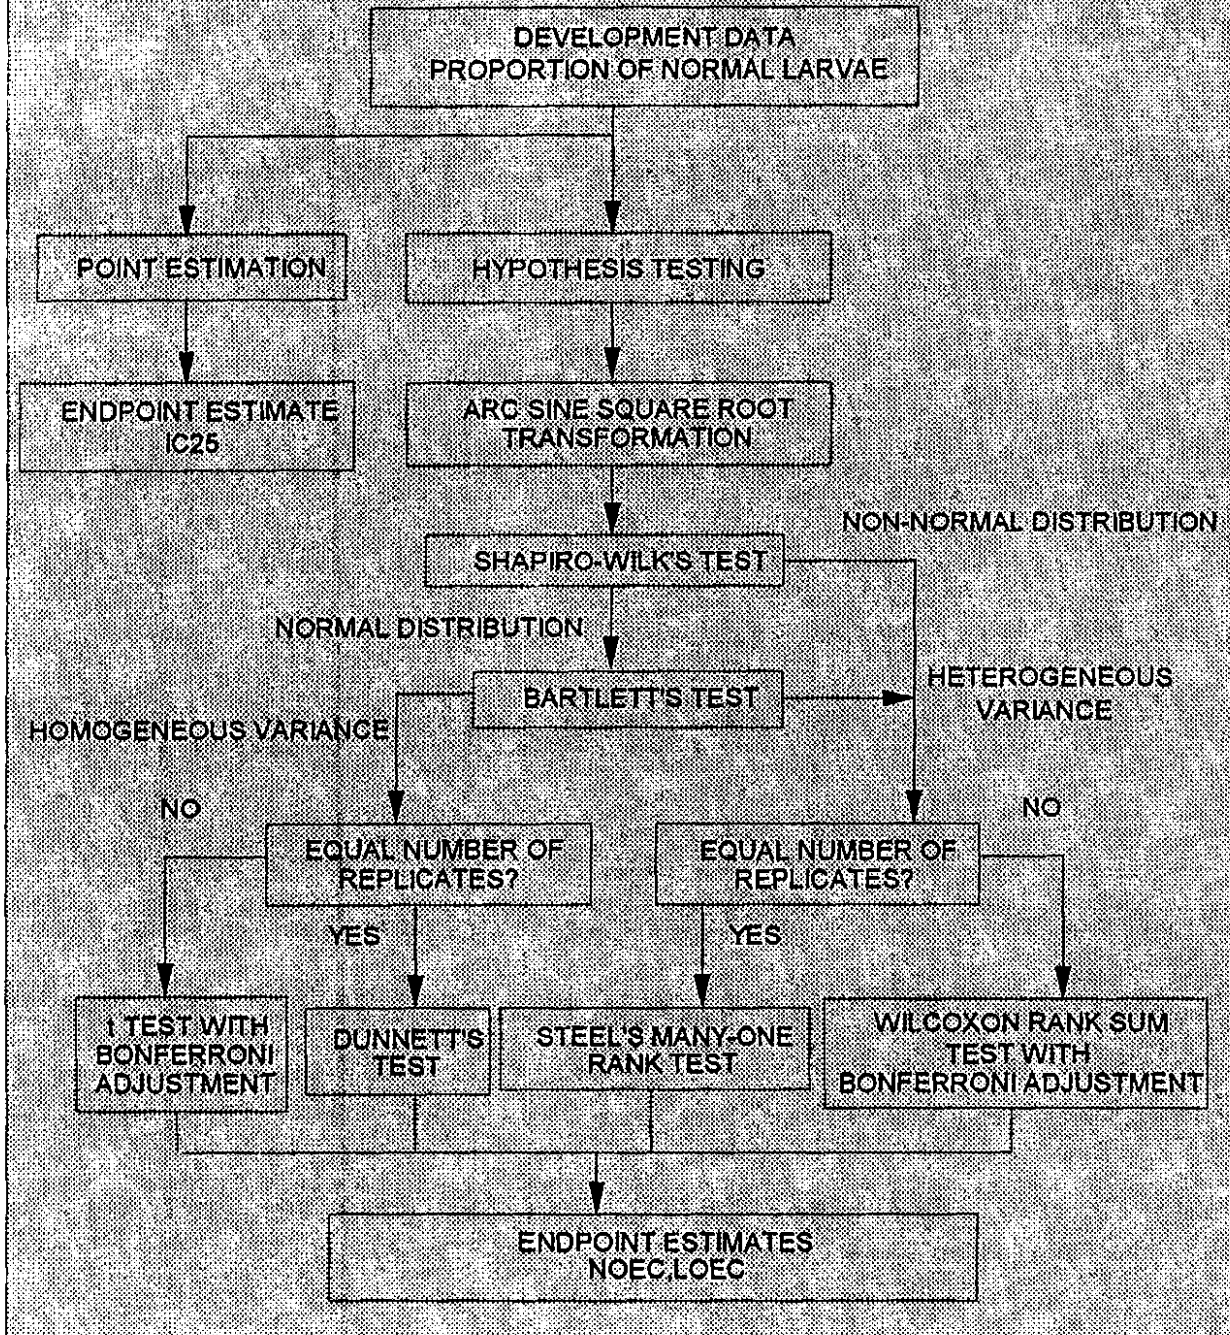 DEVELOPMENT DATA
PROPORTION OF NORMAL LARVAE
POINT ESTIMATION
HYPOTHESIS TESTING
ENDPOINT ESTIMATE
IC25
ARC SINE SQUARE ROOT
TRANSFORMATION
NON-NORMAL DISTRIBUTION
SHAPIRO-WILK'S TEST
NORMAL DISTRIBUTION
BARTLETT'S TEST
HETEROGENEOUS
VARIANCE
HOMOGENEOUS VARIANCE
NO
NO
EQUAL NUMBER OF
REPLICATES?
EQUAL NUMBER OF
REPLICATES?
YES
YES
t TEST WITH
BONFERRONI
ADJUSTMENT
DUNNETT'S
TEST
STEEL'S MANY-ONE
RANK TEST
WILCOXON RANK SUM
TEST WITH
BONFERRONI ADJUSTMENT
ENDPOINT ESTIMATES
NOEC,LOEC